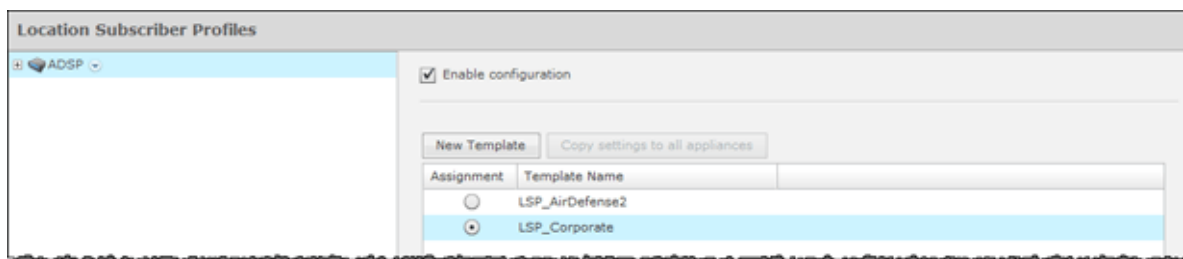 Location Subscriber Profiles
ADSP
Enable configuration
New Template Copy settings to all appliances
Assignment Template Name
LSP_AirDefense2
LSP_Corporate